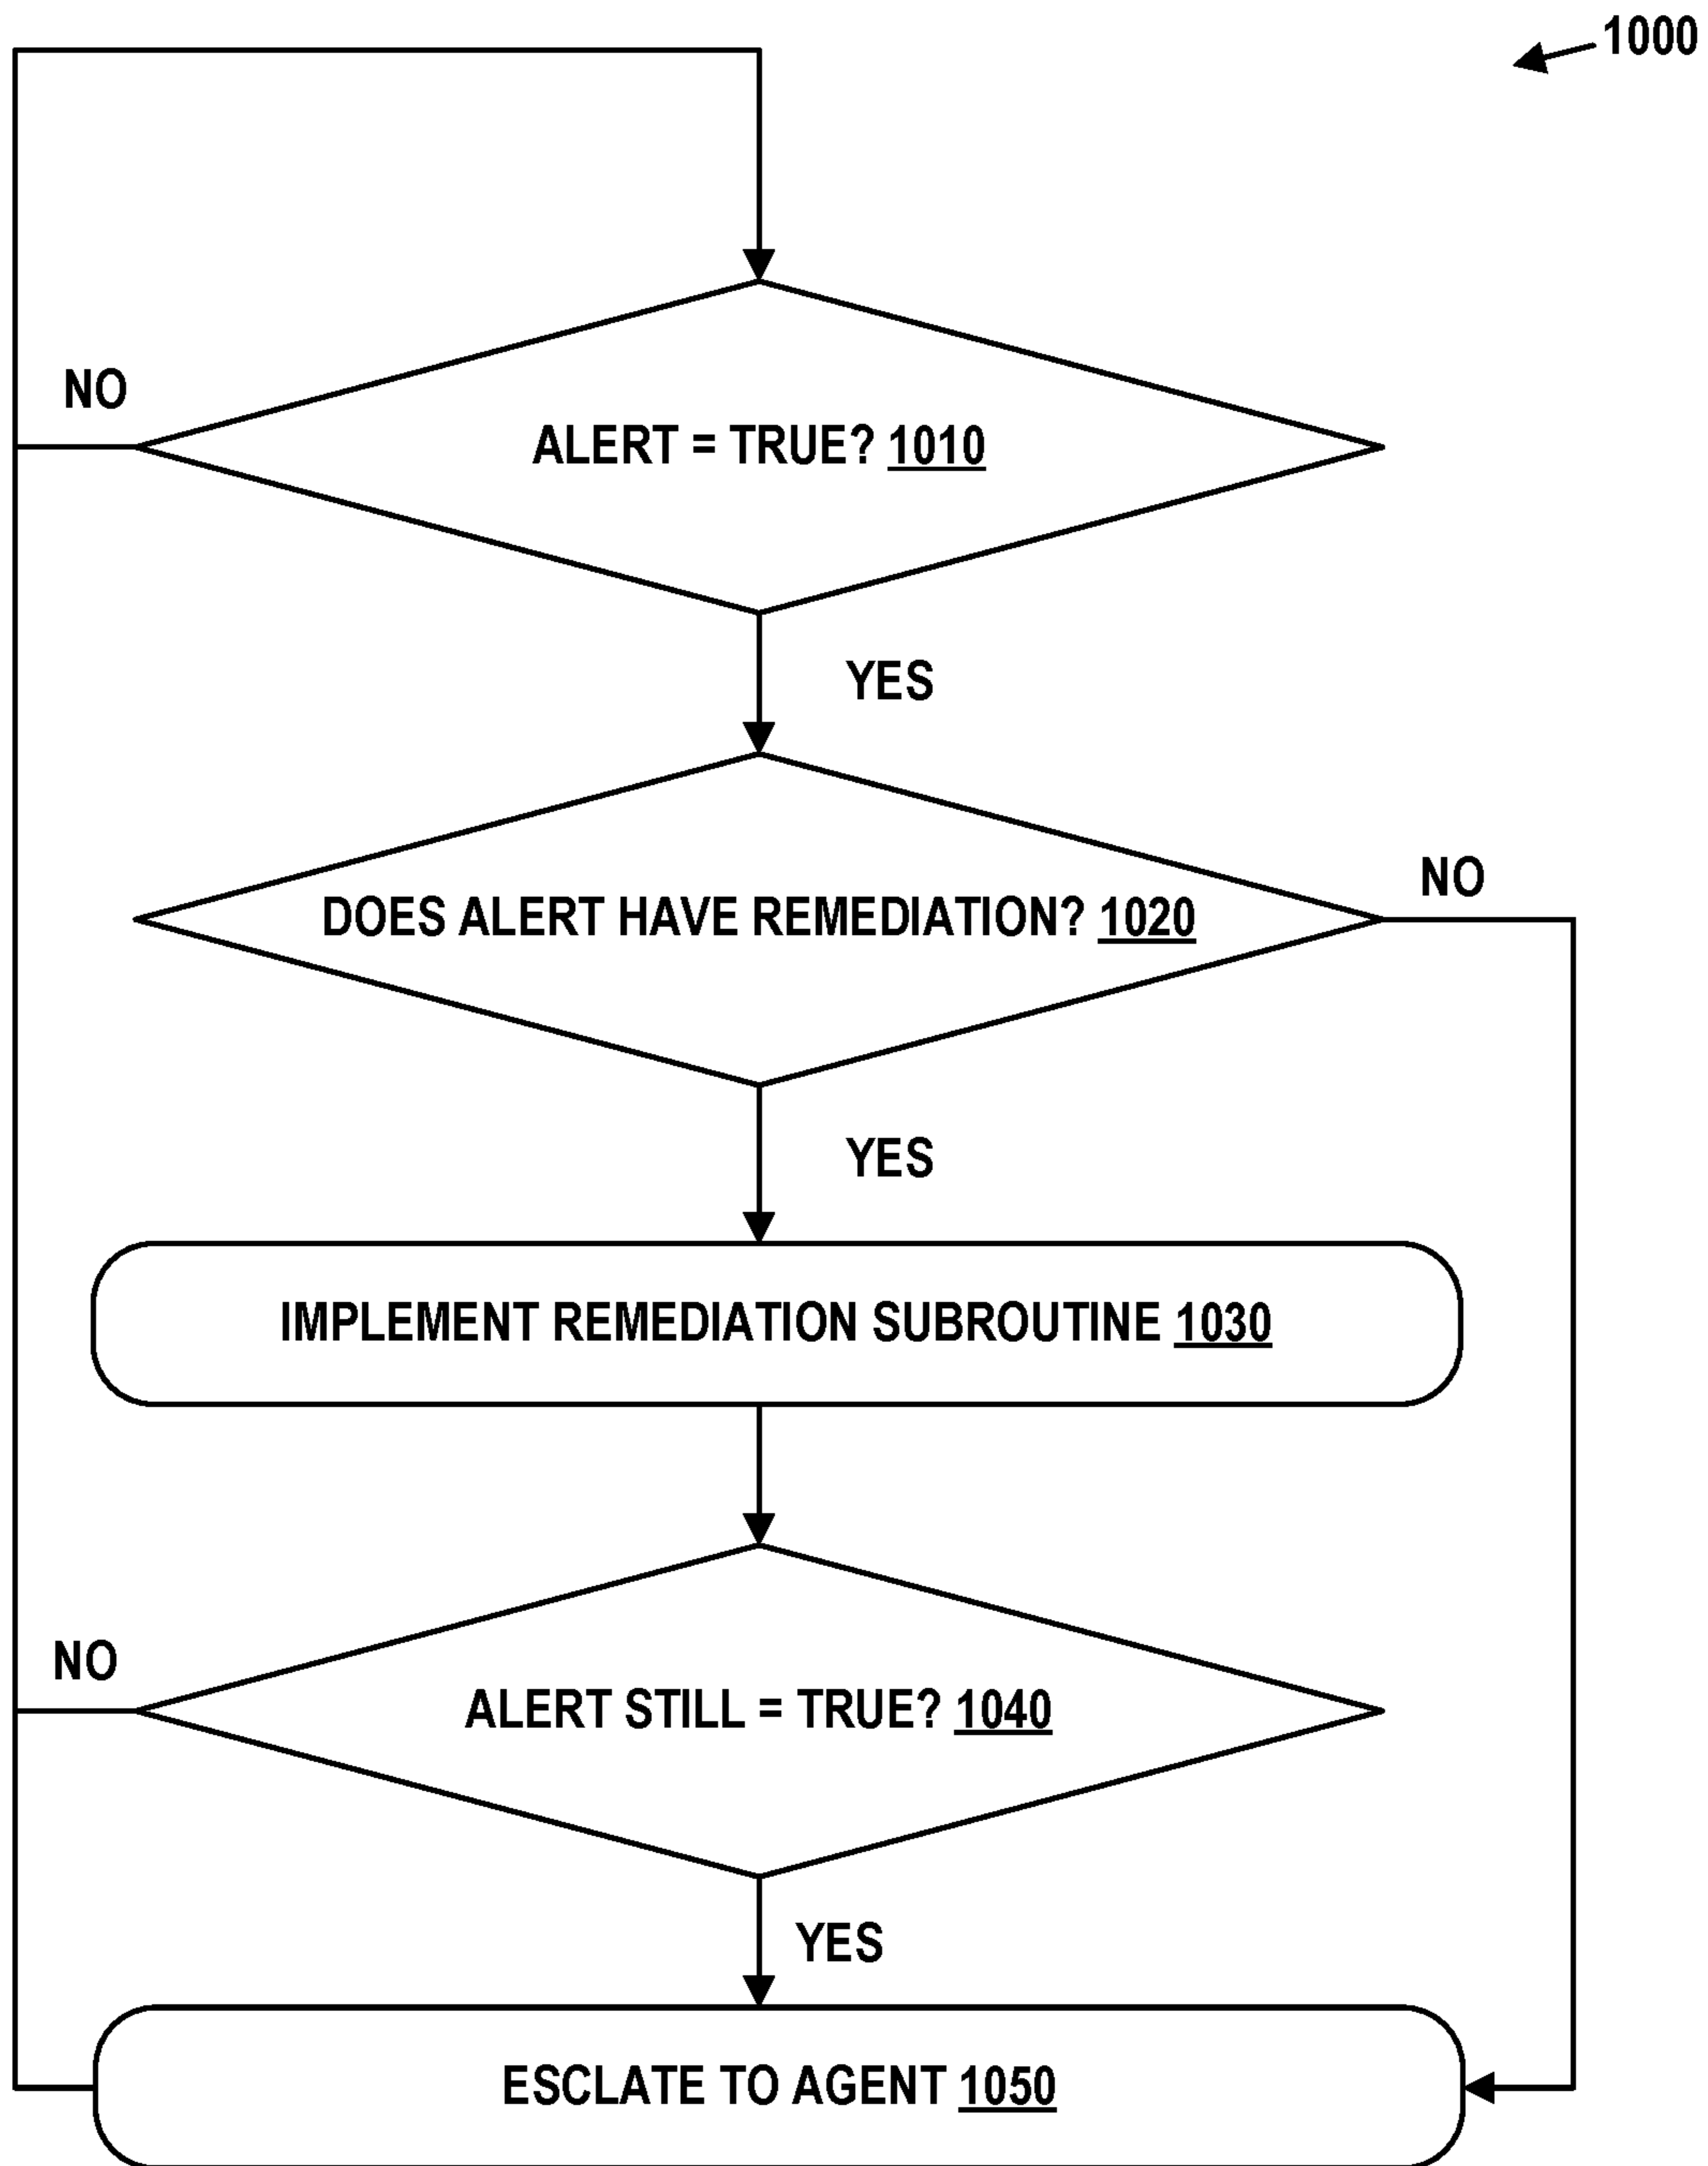 1000
NO
ALERT = TRUE? 1010
YES
NO
DOES ALERT HAVE REMEDIATION? 1020
YES
IMPLEMENT REMEDIATION SUBROUTINE 1030
NO
ALERT STILL = TRUE? 1040
YES
ESCLATE TO AGENT 1050